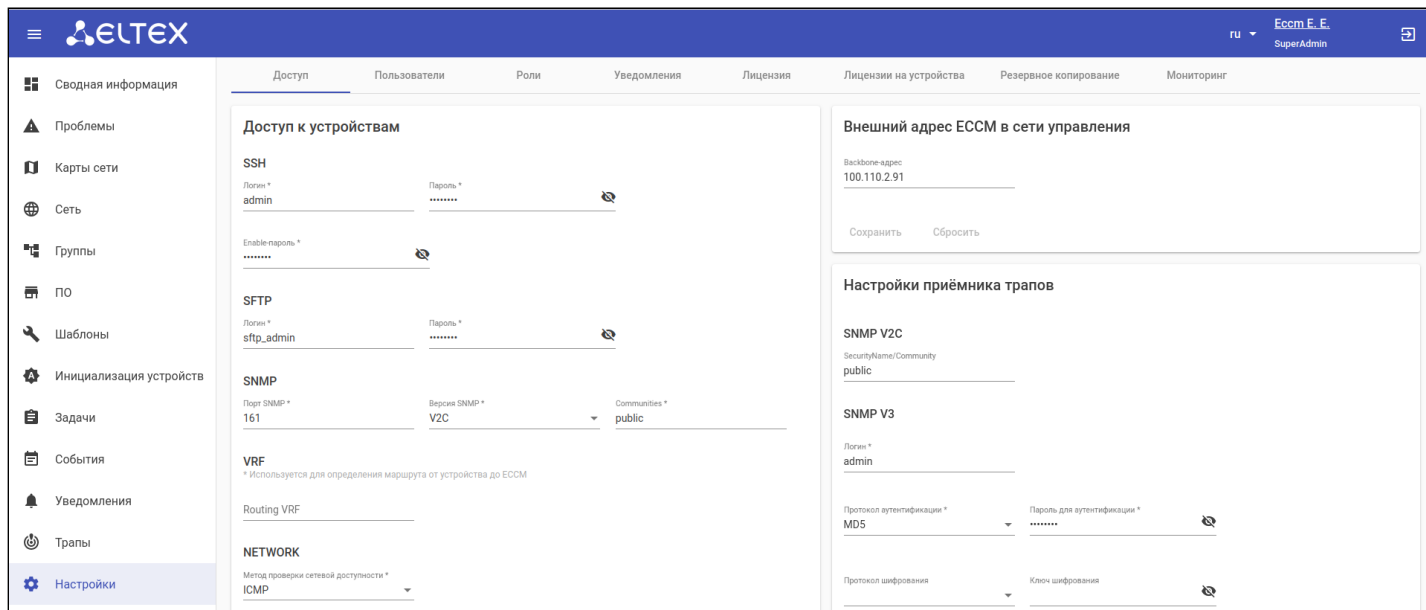 ELTEX
ru
Eccm E. E.
SuperAdmin
Сводная информация
Проблемы
Карты сети
Сеть
Группы
ПО
Шаблоны
Инициализация устройств
Задачи
События
Уведомления
Трапы
Настройки
Доступ
Пользователи
Роли
Уведомления
Лицензия
Лицензии на устройства
Резервное копирование
Мониторинг
Доступ к устройствам
SSH
Логин *
Пароль *
admin
••••••••
Enable-пароль *
••••••••
SFTP
Логин *
Пароль *
sftp_admin
••••••••
SNMP
Порт SNMP *
Версия SNMP *
Communities *
161
V2C
public
VRF
* Используется для определения маршрута от устройства до ECCM
Routing VRF
NETWORK
Метод проверки сетевой доступности *
ICMP
Внешний адрес ECCM в сети управления
Backbone-адрес
100.110.2.91
Сохранить
Сбросить
Настройки приёмника трапов
SNMP V2C
SecurityName/Community
public
SNMP V3
Логин *
admin
Протокол аутентификации *
Пароль для аутентификации *
MD5
••••••••
Протокол шифрования
Ключ шифрования